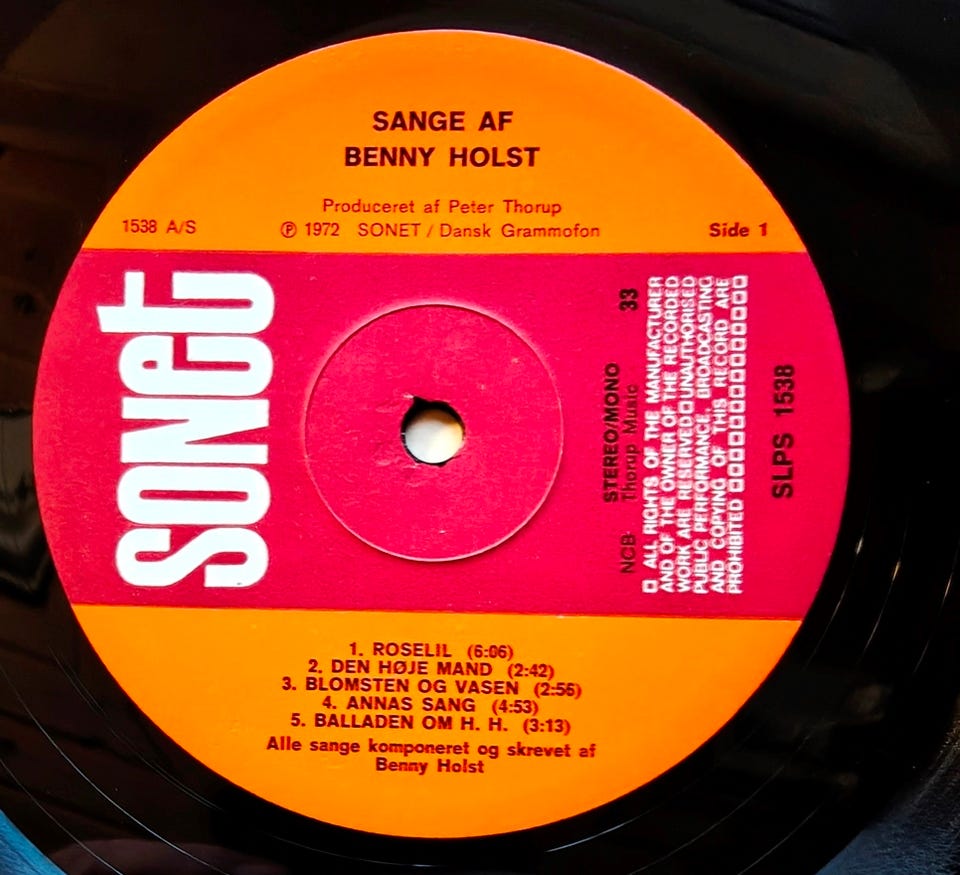 SANGE AF
BENNY HOLST
Produceret af Peter Thorup
1538 A/S
℗ 1972 SONET / Dansk Grammofon
Side 1
SONET
NCB
STEREO/MONO
33
Thorup Music
ALL RIGHTS OF THE MANUFACTURER
AND OF THE OWNER OF THE RECORDED
WORK ARE RESERVED UNAUTHORISED
PUBLIC PERFORMANCE, BROADCASTING
AND COPYING OF THIS RECORD ARE
PROHIBITED
SLPS 1538
1. ROSELIL (6:06)
2. DEN HØJE MAND (2:42)
3. BLOMSTEN OG VASEN (2:56)
4. ANNAS SANG (4:53)
5. BALLADEN OM H. H. (3:13)
Alle sange komponeret og skrevet af
Benny Holst